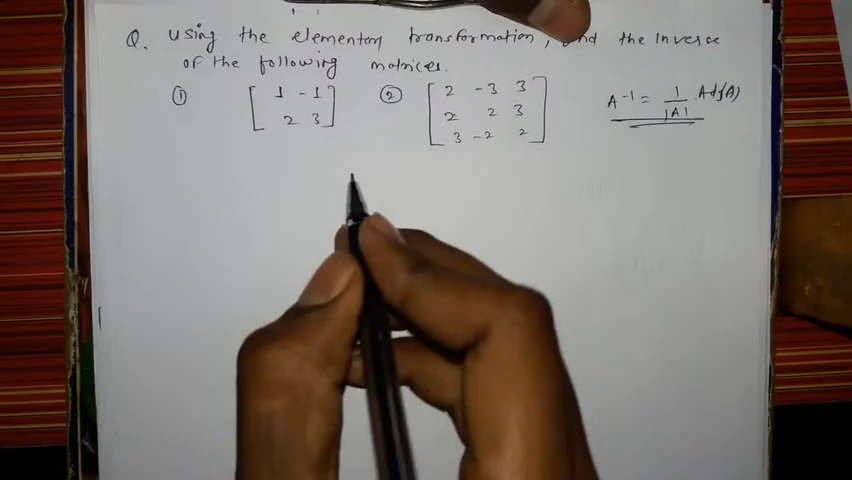 Q. Using the elementary transformation, the Inverse
of the following matrices.
① [ 1 -1 ② [ 2 -3 3 A⁻¹ = 1/|A| . Adj(A)
2 3 ] 2 2 3
3 -2 2 ]